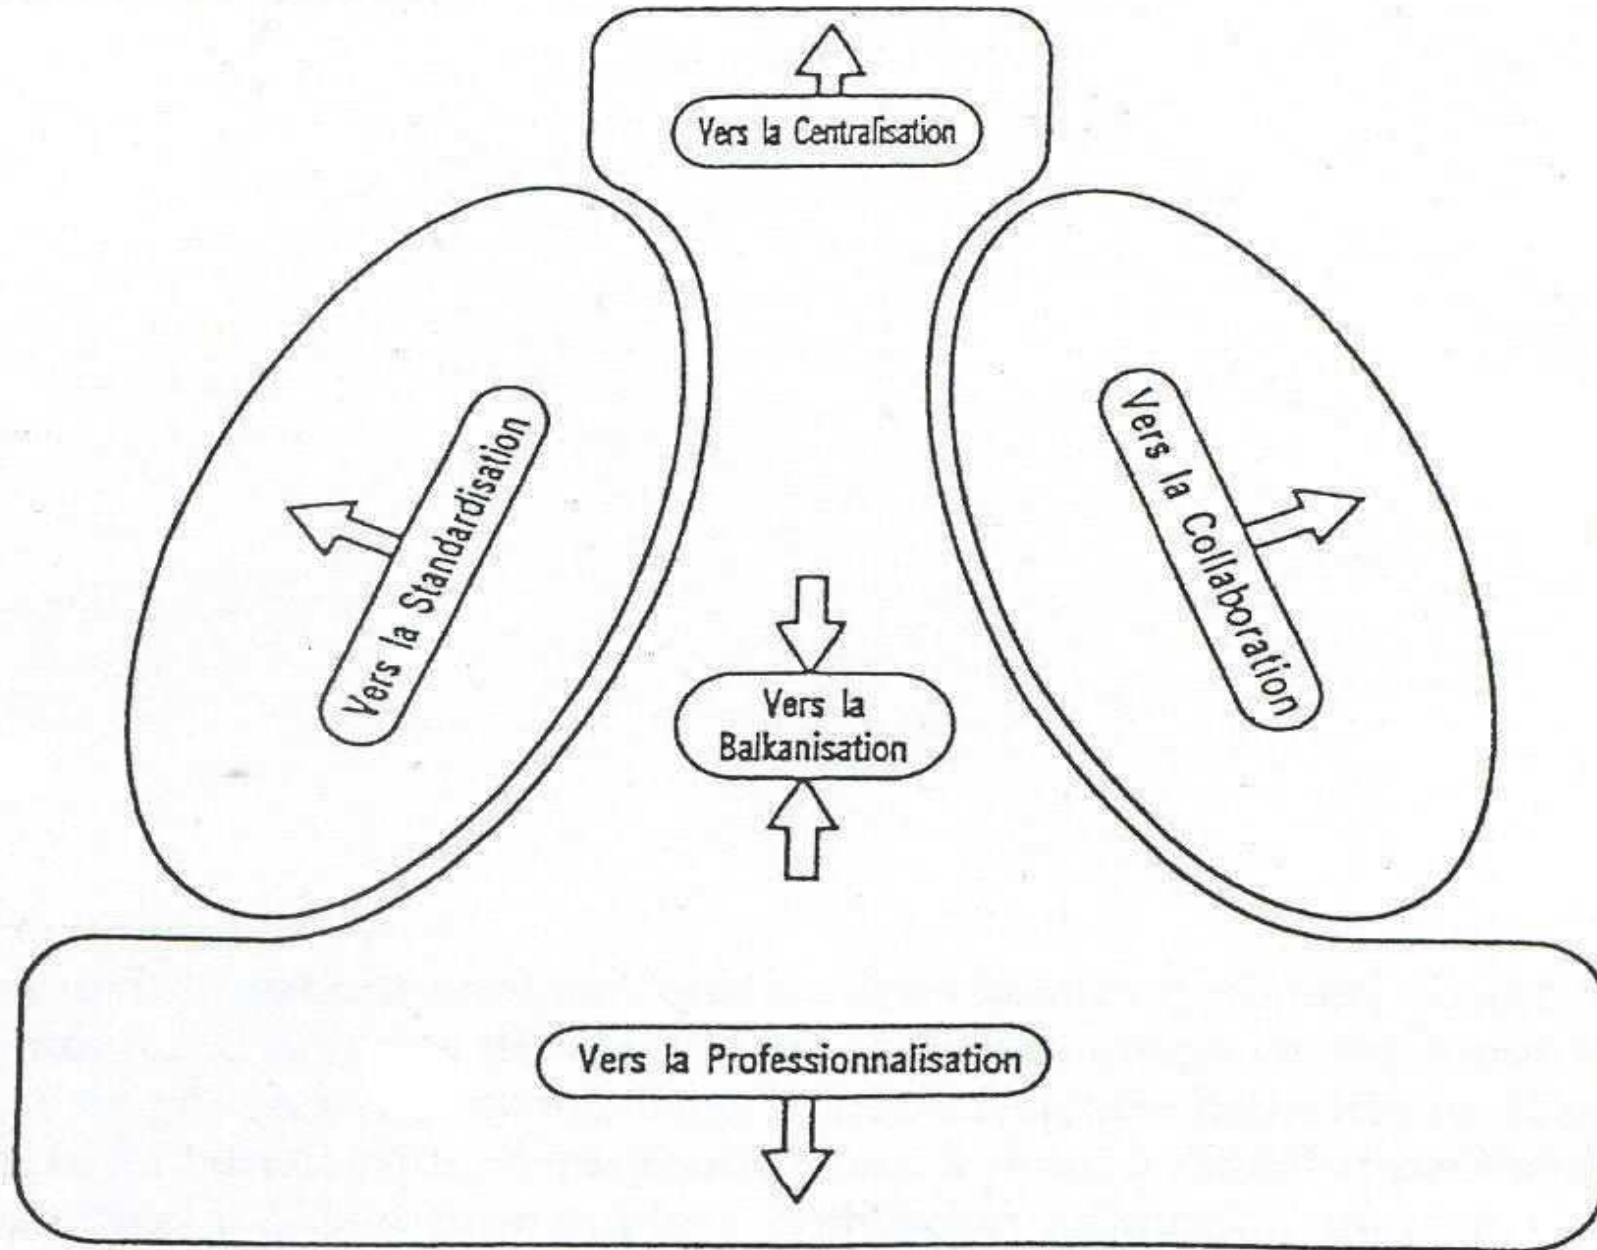 Vers la Centralisation
Vers la Standardisation
Vers la Collaboration
Vers la
Balkanisation
Vers la Professionnalisation